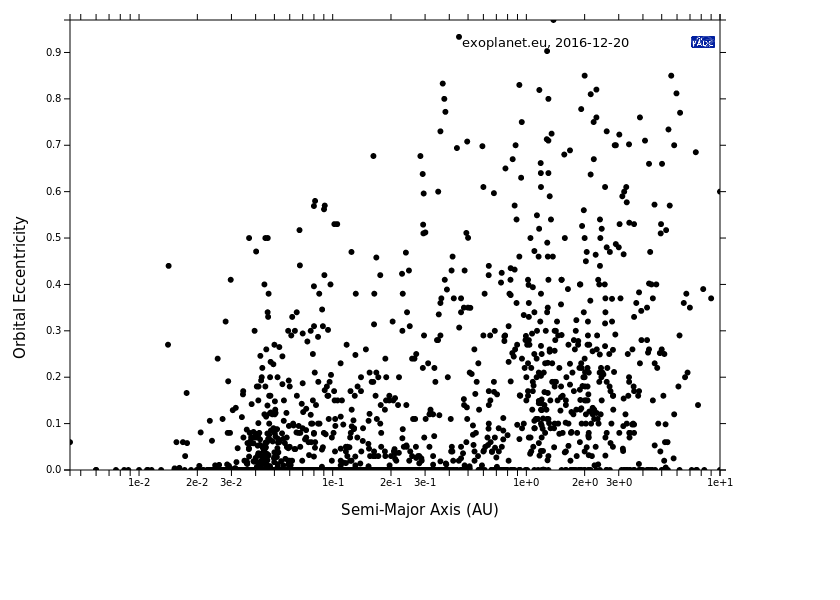 exoplanet.eu, 2016-12-20
0.9
0.8
0.7
0.6
0.5
0.4
0.3
0.2
0.1
0.0
Orbital Eccentricity
1e-2 2e-2 3e-2 1e-1 2e-1 3e-1 1e+0 2e+0 3e+0 1e+1
Semi-Major Axis (AU)